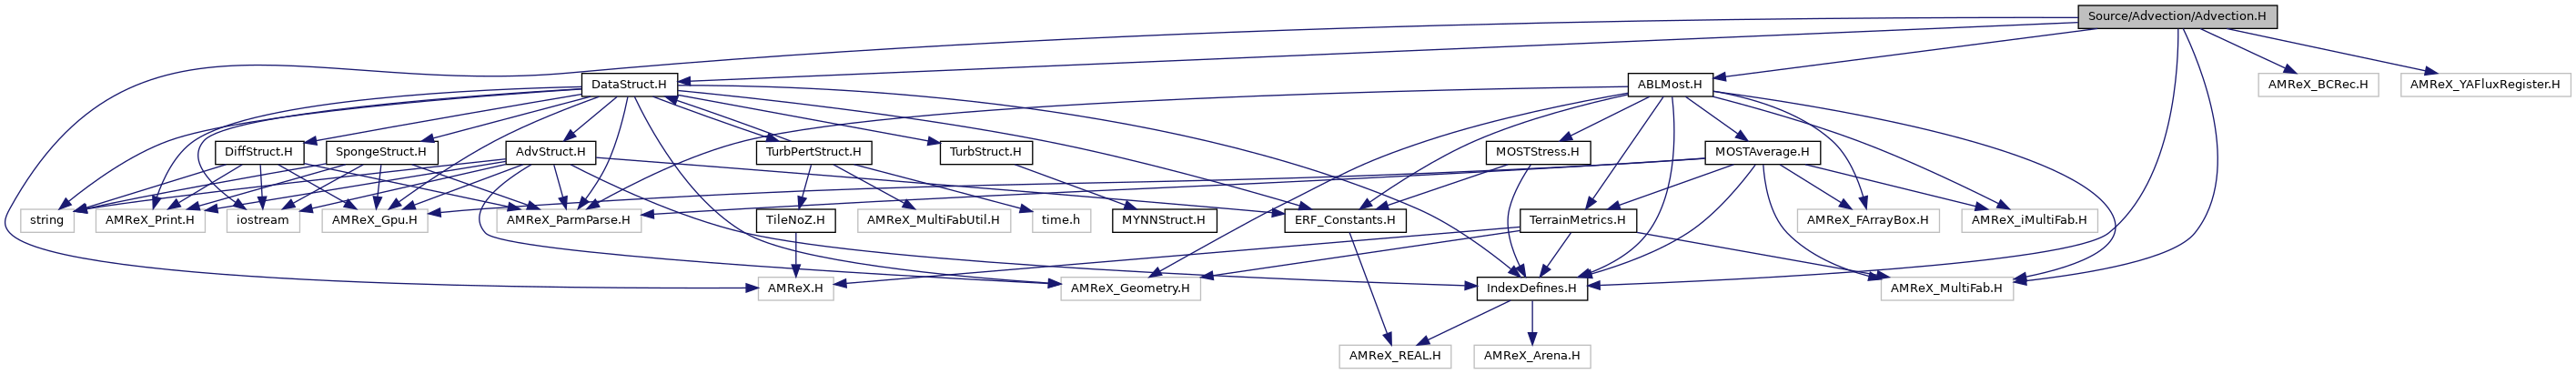 Source/Advection/Advection.H
DataStruct.H
ABLMost.H
AMReX_BCRec.H
AMReX_YAFluxRegister.H
DiffStruct.H
SpongeStruct.H
AdvStruct.H
TurbPertStruct.H
TurbStruct.H
MOSTStress.H
MOSTAverage.H
string
AMReX_Print.H
iostream
AMReX_Gpu.H
AMReX_ParmParse.H
TileNoZ.H
AMReX_MultiFabUtil.H
time.h
MYNNStruct.H
ERF_Constants.H
TerrainMetrics.H
AMReX_FArrayBox.H
AMReX_iMultiFab.H
AMReX.H
AMReX_Geometry.H
IndexDefines.H
AMReX_MultiFab.H
AMReX_REAL.H
AMReX_Arena.H